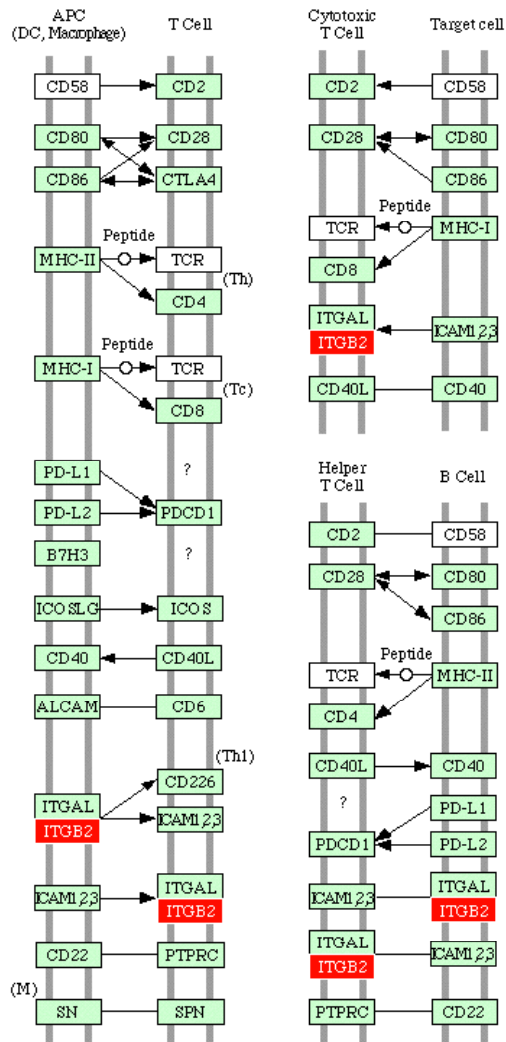 APC
(DC, Macrophage)
T Cell
CD58
CD2
CD80
CD28
CD86
CTLA4
Peptide
MHC-II
TCR
(Th)
CD4
Peptide
MHC-I
TCR
(Tc)
CD8
PD-L1
?
PD-L2
PDCD1
B7H3
?
ICOSLG
ICOS
CD40
CD40L
ALCAM
CD6
(Th1)
CD226
ITGAL
ITGB2
ICAM1,2,3
ICAM1,2,3
ITGAL
ITGB2
CD22
PTPRC
(M)
SN
SPN
Cytotoxic
T Cell
Target cell
CD2
CD58
CD28
CD80
CD86
Peptide
TCR
MHC-I
CD8
ITGAL
ITGB2
ICAM1,2,3
CD40L
CD40
Helper
T Cell
B Cell
CD2
CD58
CD28
CD80
CD86
Peptide
TCR
MHC-II
CD4
CD40L
CD40
?
PD-L1
PDCD1
PD-L2
ICAM1,2,3
ITGAL
ITGB2
ITGAL
ITGB2
ICAM1,2,3
PTPRC
CD22